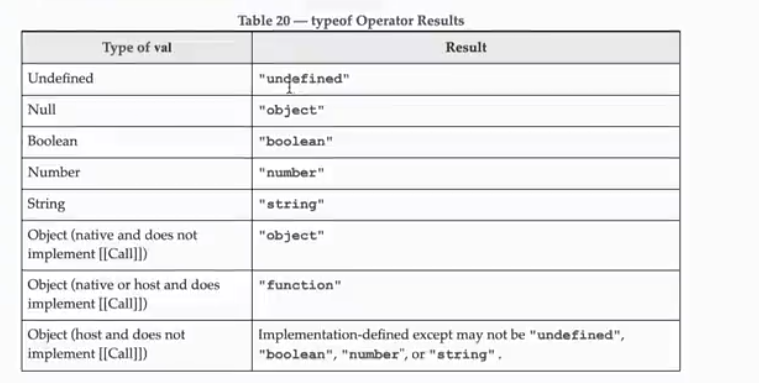 Table 20 — typeof Operator Results
Type of val Result
Undefined "undefined"
Null "object"
Boolean "boolean"
Number "number"
String "string"
Object (native and does not "object"
implement [[Call]])
Object (native or host and does "function"
implement [[Call]])
Object (host and does not Implementation-defined except may not be "undefined",
implement [[Call]]) "boolean", "number", or "string".